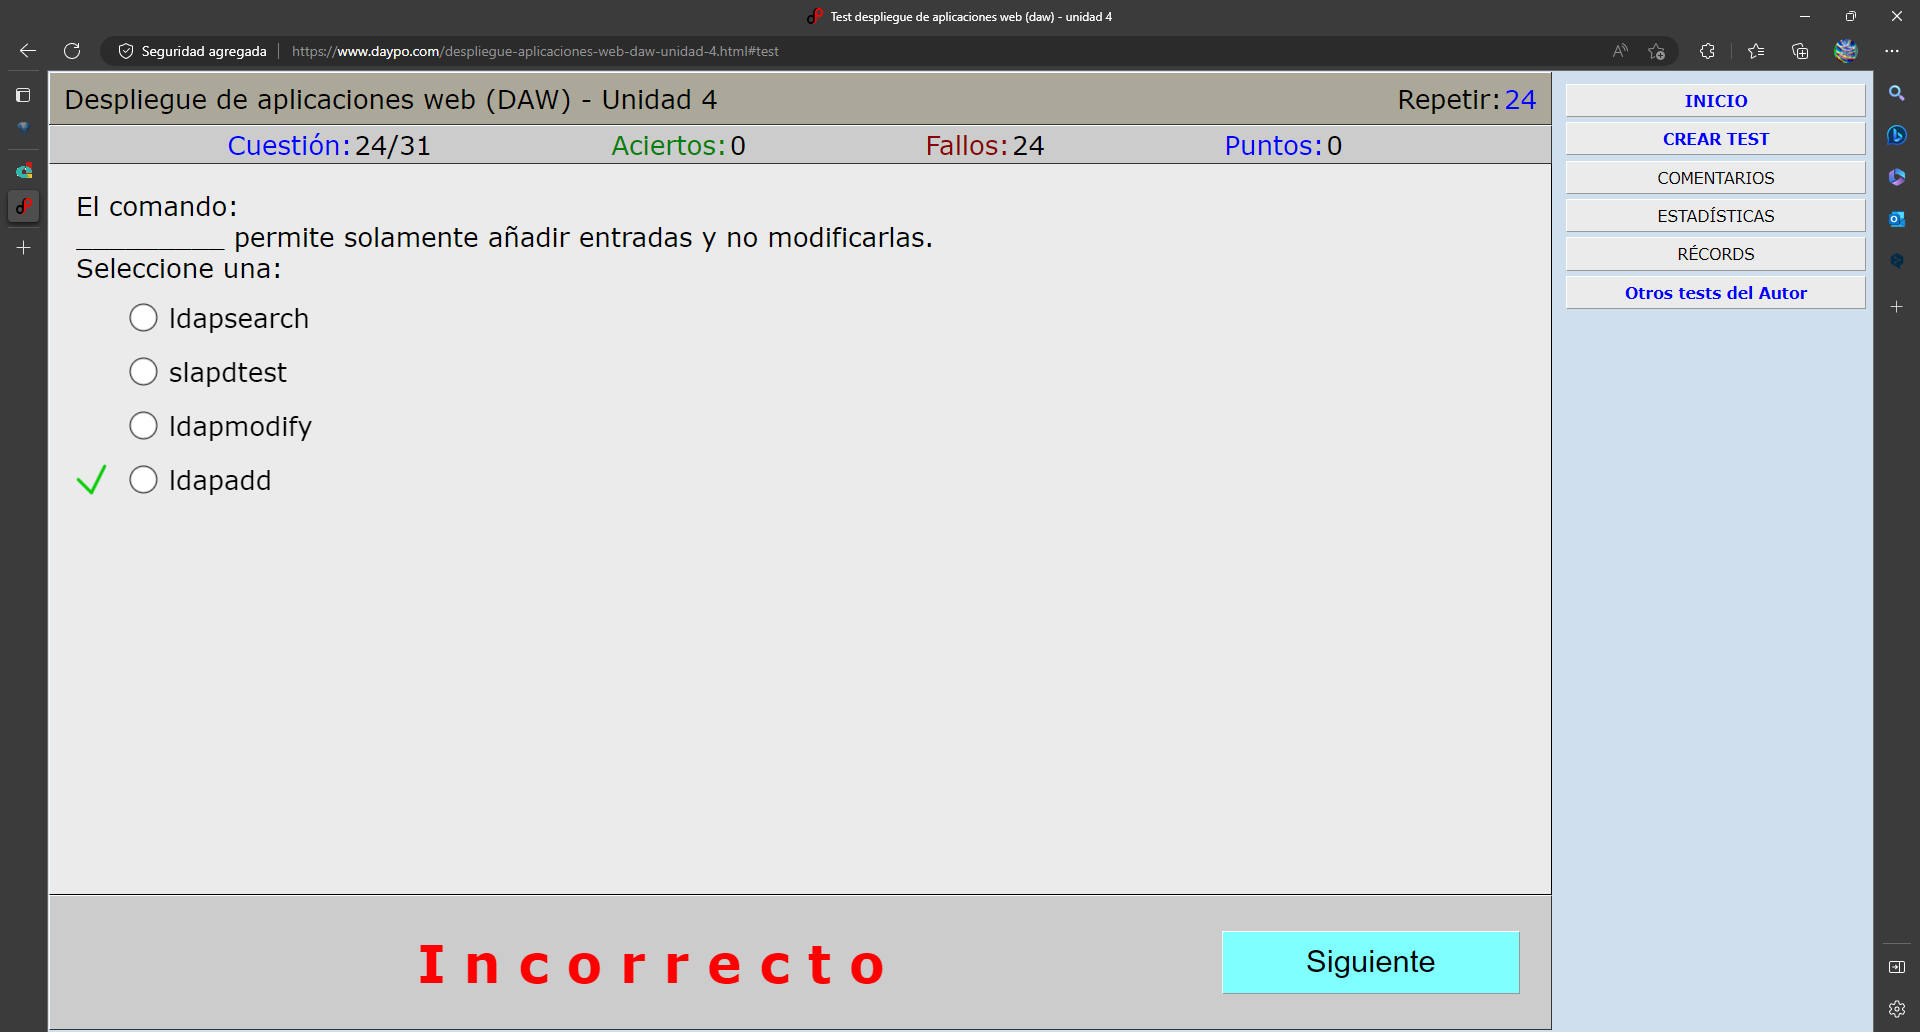 Test despliegue de aplicaciones web (daw) - unidad 4
Seguridad agregada
https://www.daypo.com/despliegue-aplicaciones-web-daw-unidad-4.html#test
Despliegue de aplicaciones web (DAW) - Unidad 4
Repetir:24
Cuestión:24/31
Aciertos:0
Fallos:24
Puntos:0
El comando:
_________ permite solamente añadir entradas y no modificarlas.
Seleccione una:
ldapsearch
slapdtest
ldapmodify
ldapadd
Incorrecto
Siguiente
INICIO
CREAR TEST
COMENTARIOS
ESTADÍSTICAS
RÉCORDS
Otros tests del Autor